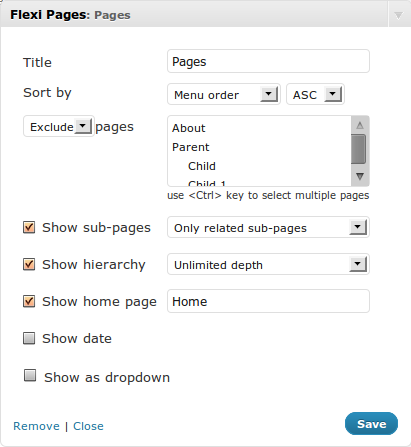 Flexi Pages: Pages
Title Pages
Sort by Menu order ASC
Exclude pages About
Parent
Child
Child 1
use <Ctrl> key to select multiple pages
Show sub-pages Only related sub-pages
Show hierarchy Unlimited depth
Show home page Home
Show date
Show as dropdown
Remove | Close Save